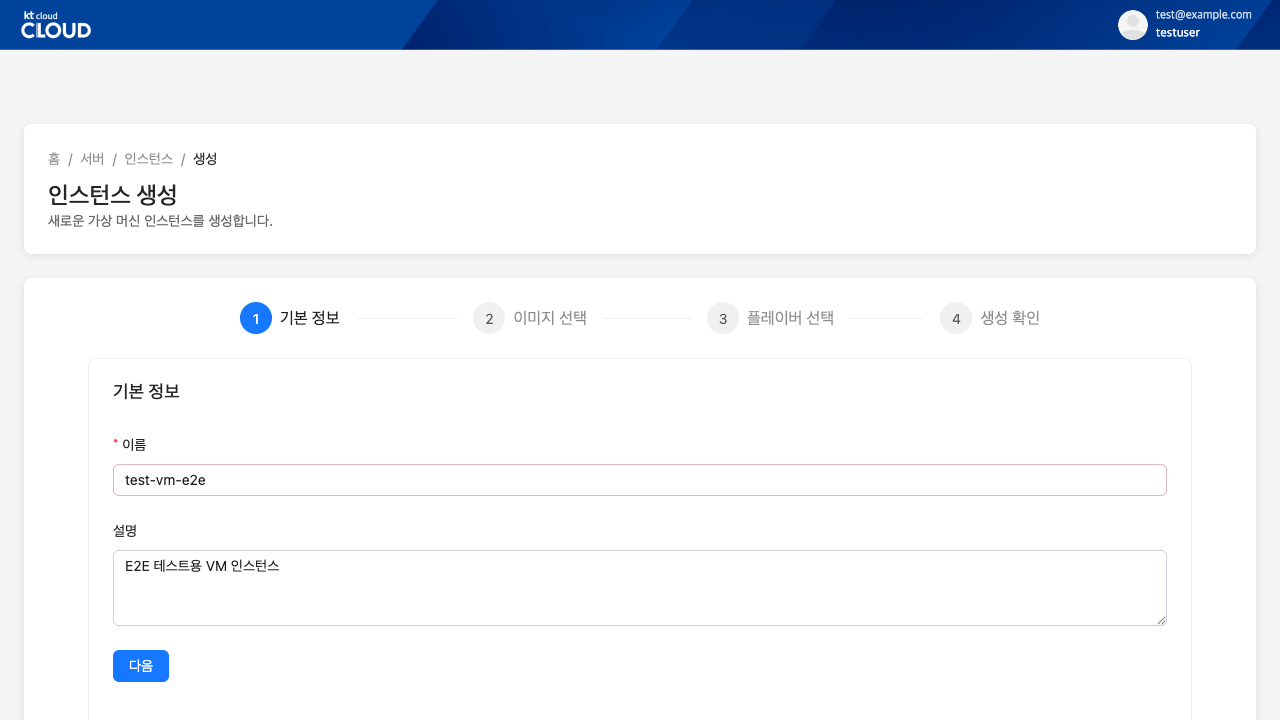 kt cloud
CLOUD
test@example.com
testuser
홈 / 서버 / 인스턴스 / 생성
인스턴스 생성
새로운 가상 머신 인스턴스를 생성합니다.
1 기본 정보
2 이미지 선택
3 플레이버 선택
4 생성 확인
기본 정보
* 이름
test-vm-e2e
설명
E2E 테스트용 VM 인스턴스
다음